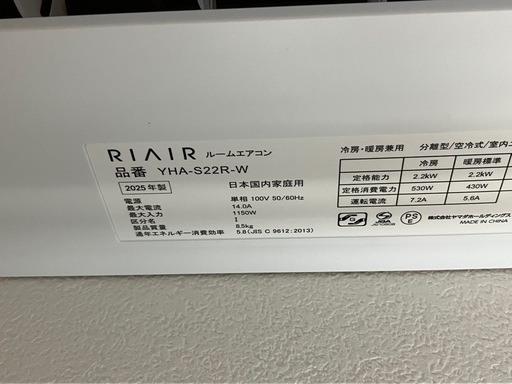 RIAIR ルームエアコン
品番 YHA-S22R-W
2025年製 日本国内家庭用
電源 単相 100V 50/60Hz
最大電流 14.0A
最大入力 1150W
区分 1
製品質量 8.5kg
通年エネルギー消費効率 5.8(JIS C 9612:2013)
冷房・暖房兼用 分離型/空冷式/室内ユ
冷房 暖房標準
定格能力 2.2kW 2.2kW
定格消費電力 530W 430W
運転電流 7.2A 5.6A
PS E
株式会社ヤマダホールディングス
MADE IN CHINA